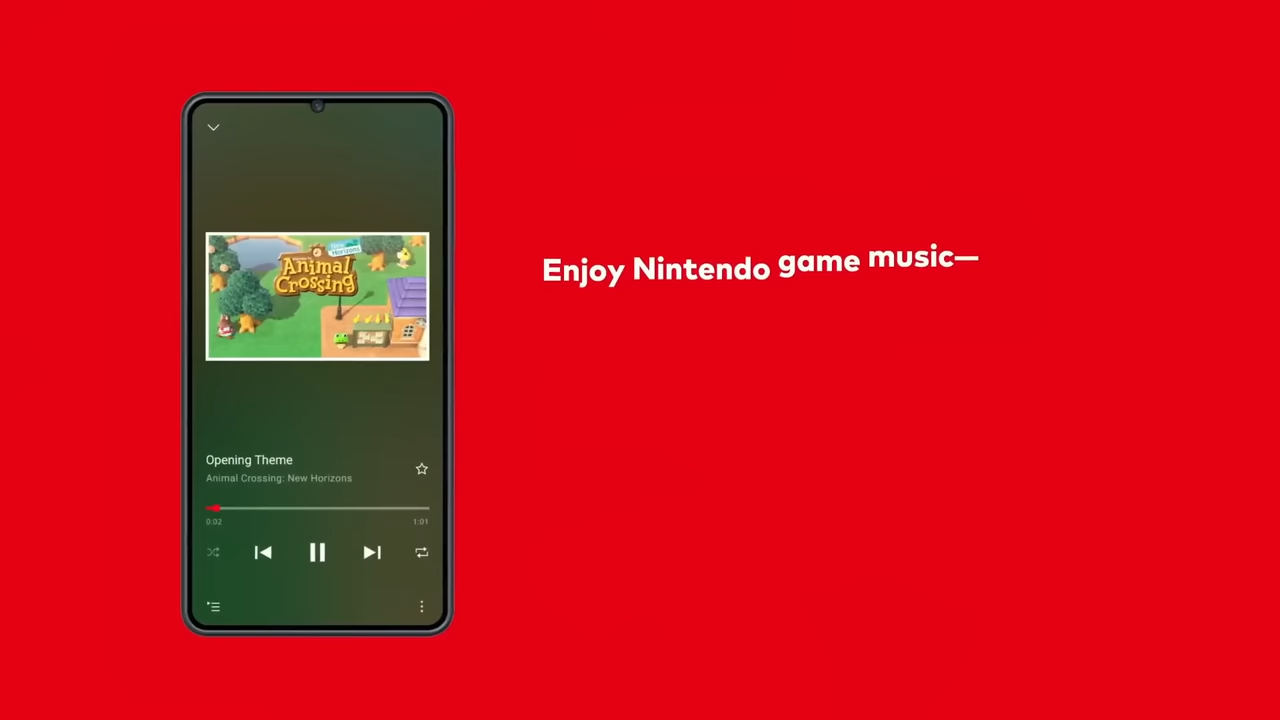 New
Horizons
Animal
Crossing
Opening Theme
Animal Crossing: New Horizons
0:02
1:01
Enjoy Nintendo game music—